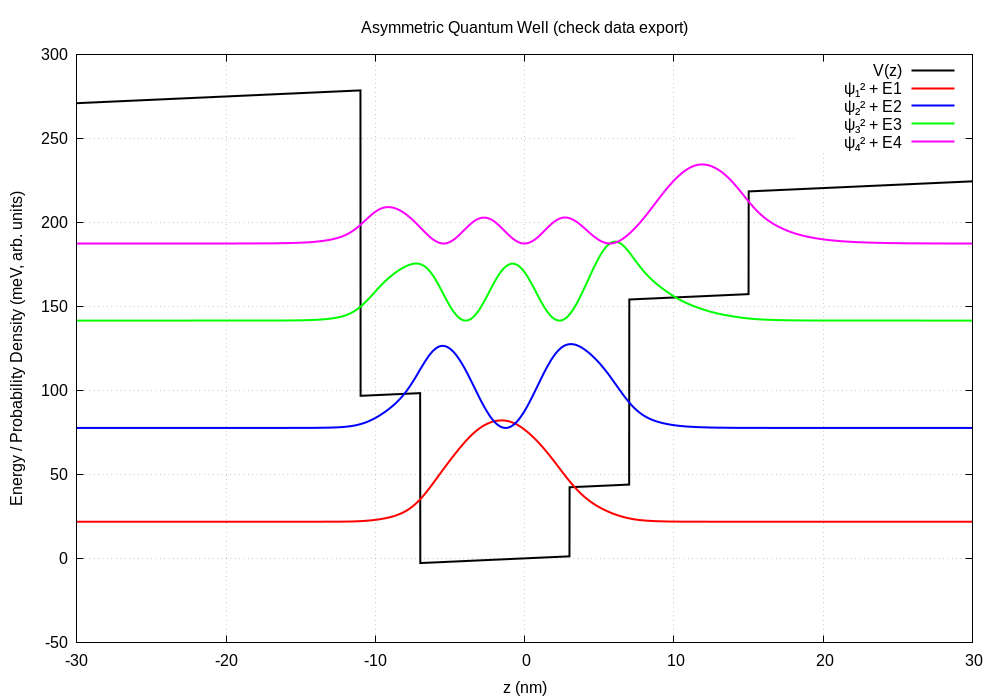 Asymmetric Quantum Well (check data export)
V(z)
ψ₁² + E1
ψ₂² + E2
ψ₃² + E3
ψ₄² + E4
Energy / Probability Density (meV, arb. units)
300
250
200
150
100
50
0
-50
-30 -20 -10 0 10 20 30
z (nm)